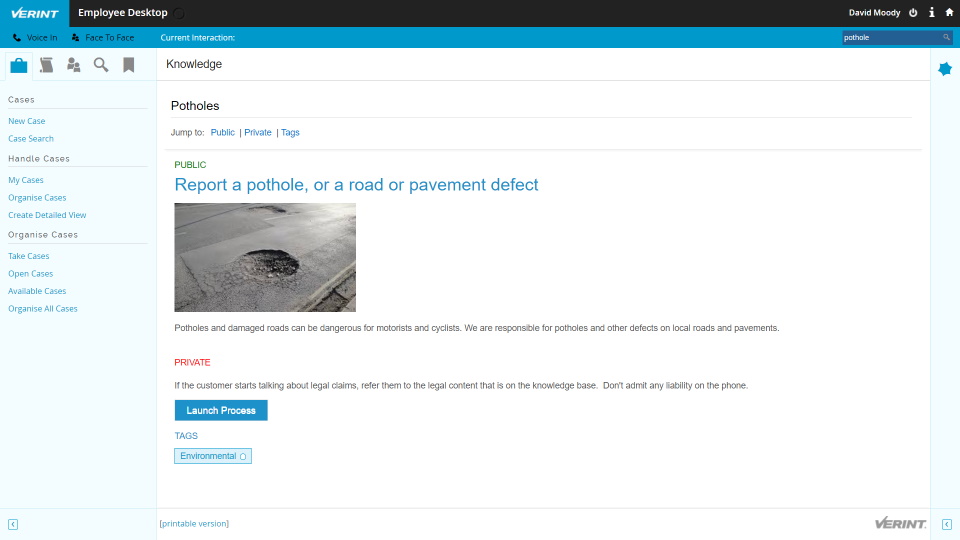 VERINT Employee Desktop David Moody
Voice In Face To Face Current Interaction: pothole
Knowledge
Cases
New Case
Case Search
Handle Cases
My Cases
Organise Cases
Create Detailed View
Organise Cases
Take Cases
Open Cases
Available Cases
Organise All Cases
Potholes
Jump to: Public | Private | Tags
PUBLIC
Report a pothole, or a road or pavement defect
Potholes and damaged roads can be dangerous for motorists and cyclists. We are responsible for potholes and other defects on local roads and pavements.
PRIVATE
If the customer starts talking about legal claims, refer them to the legal content that is on the knowledge base. Don't admit any liability on the phone.
Launch Process
TAGS
Environmental
[printable version] VERINT.